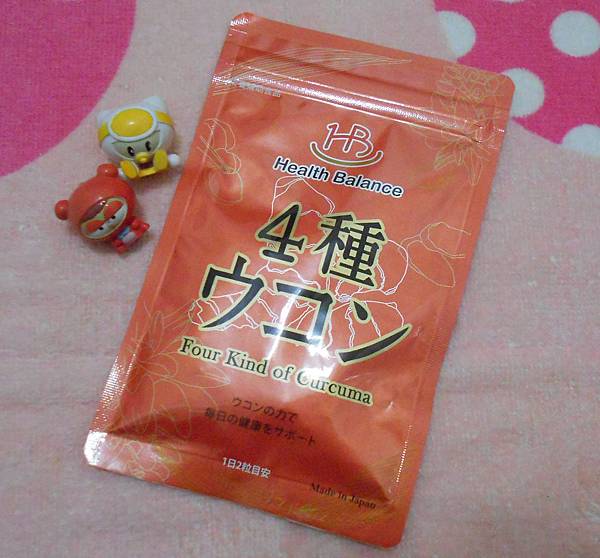 HB
Health Balance
4種
ウコン
Four Kind of Curcuma
ウコンの力で
毎日の健康をサポート
1日2粒目安
Made In Japan